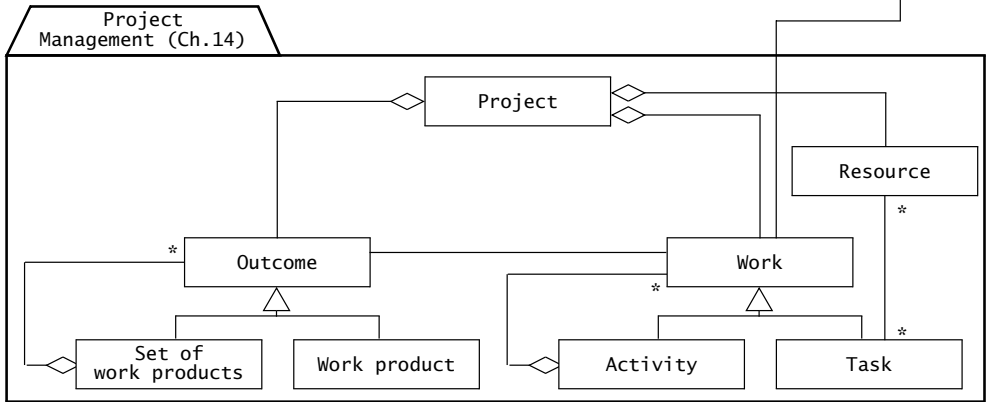 Project
Management (Ch.14)
Project
Resource
*
*
Outcome
Work
*
*
Set of
work products
Work product
Activity
Task